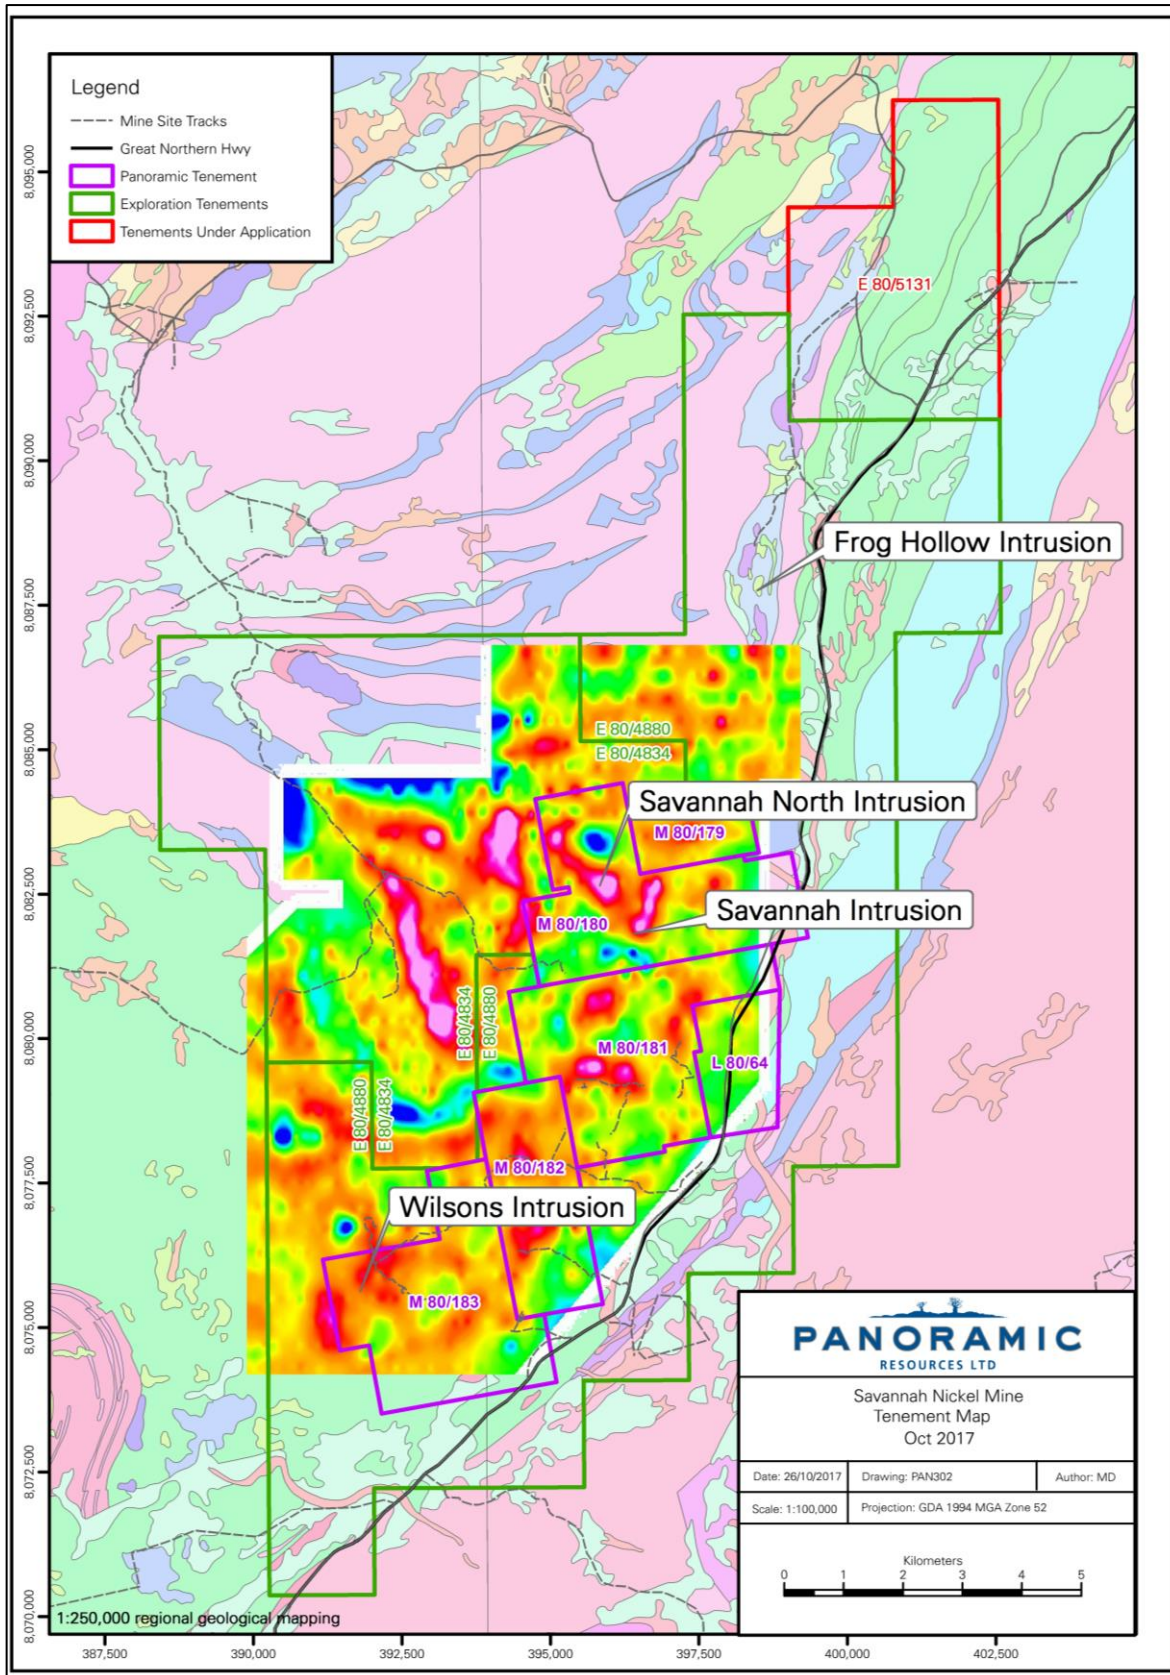 Legend
Mine Site Tracks
Great Northern Hwy
Panoramic Tenement
Exploration Tenements
Tenements Under Application
8,095,000
8,092,500
8,090,000
8,087,500
8,085,000
8,082,500
8,080,000
8,077,500
8,075,000
8,072,500
8,070,000
E 80/5131
Frog Hollow Intrusion
E 80/4880
E 80/4834
Savannah North Intrusion
M 80/179
Savannah Intrusion
M 80/180
E 80/4834
E 80/4880
M 80/181
L 80/64
E 80/4880
E 80/4834
M 80/182
Wilsons Intrusion
M 80/183
PANORAMIC
RESOURCES LTD
Savannah Nickel Mine
Tenement Map
Oct 2017
Date: 26/10/2017
Drawing: PAN302
Author: MD
Scale: 1:100,000
Projection: GDA 1994 MGA Zone 52
Kilometers
0 1 2 3 4 5
1:250,000 regional geological mapping
387,500 390,000 392,500 395,000 397,500 400,000 402,500